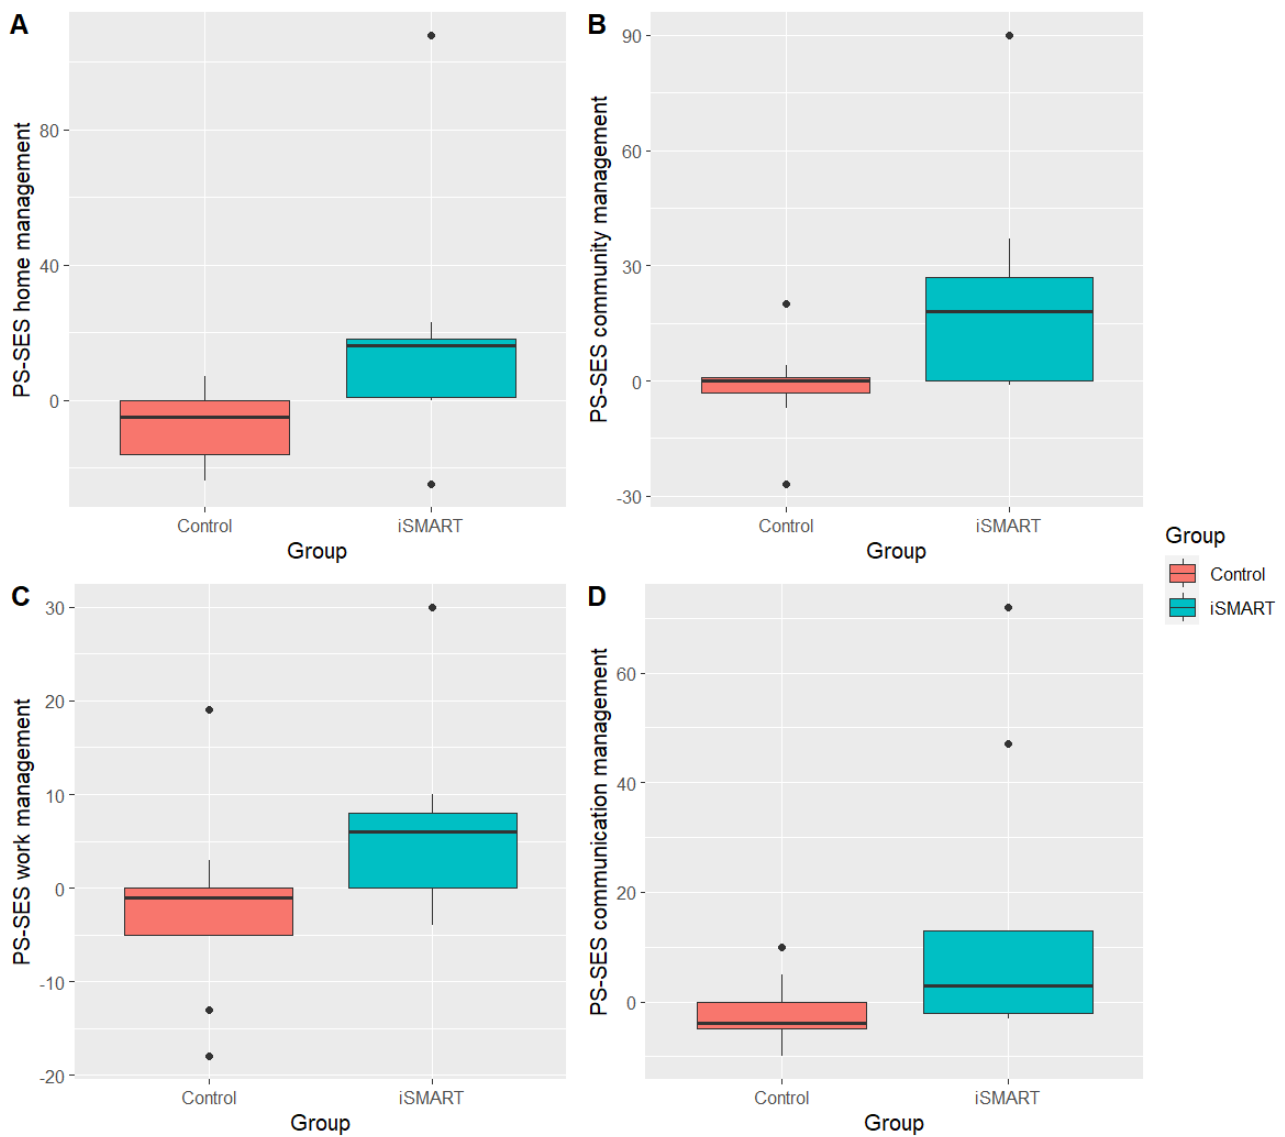 A
PS-SES home management
80
40
0
Control
iSMART
Group
B
PS-SES community management
90
60
30
0
-30
Control
iSMART
Group
C
PS-SES work management
30
20
10
0
-10
-20
Control
iSMART
Group
D
PS-SES communication management
60
40
20
0
Control
iSMART
Group
Group
Control
iSMART